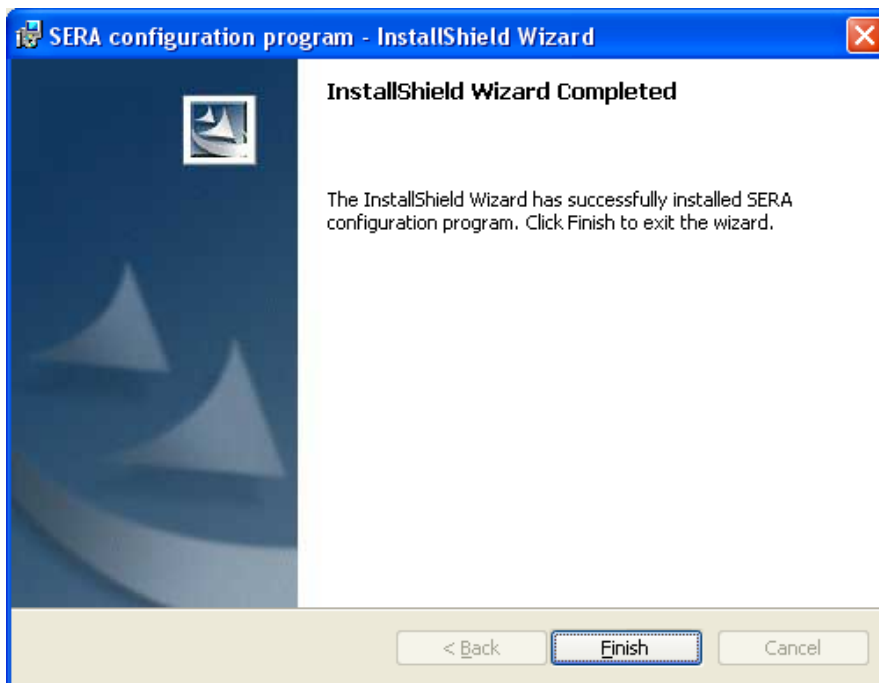 SERA configuration program - InstallShield Wizard
InstallShield Wizard Completed
The InstallShield Wizard has successfully installed SERA
configuration program. Click Finish to exit the wizard.
< Back
Finish
Cancel